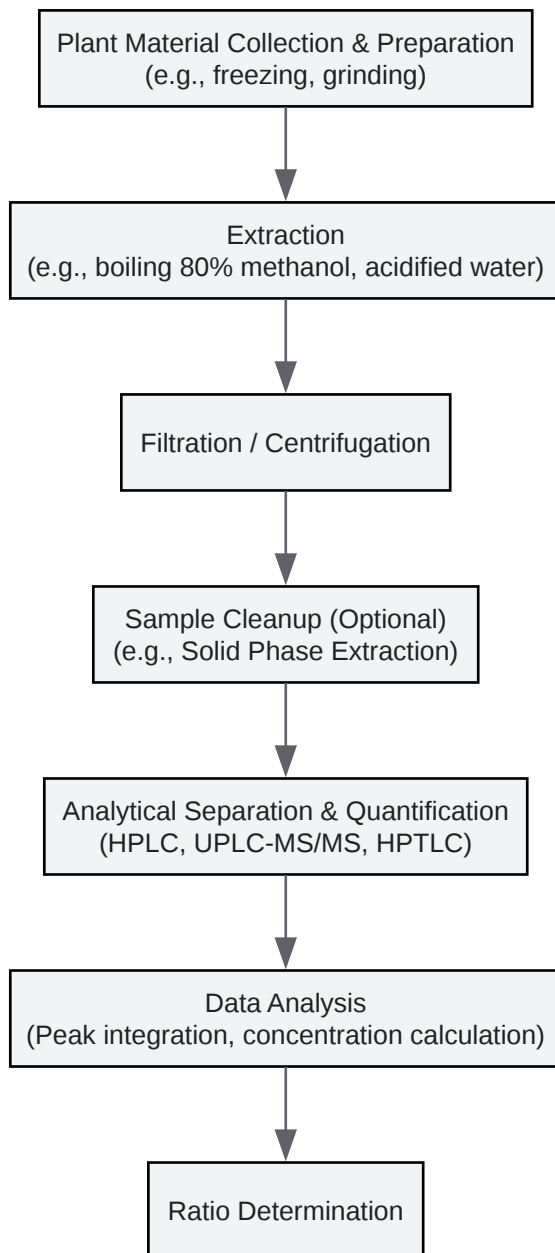 Plant Material Collection & Preparation
(e.g., freezing, grinding)
Extraction
(e.g., boiling 80% methanol, acidified water)
Filtration / Centrifugation
Sample Cleanup (Optional)
(e.g., Solid Phase Extraction)
Analytical Separation & Quantification
(HPLC, UPLC-MS/MS, HPTLC)
Data Analysis
(Peak integration, concentration calculation)
Ratio Determination